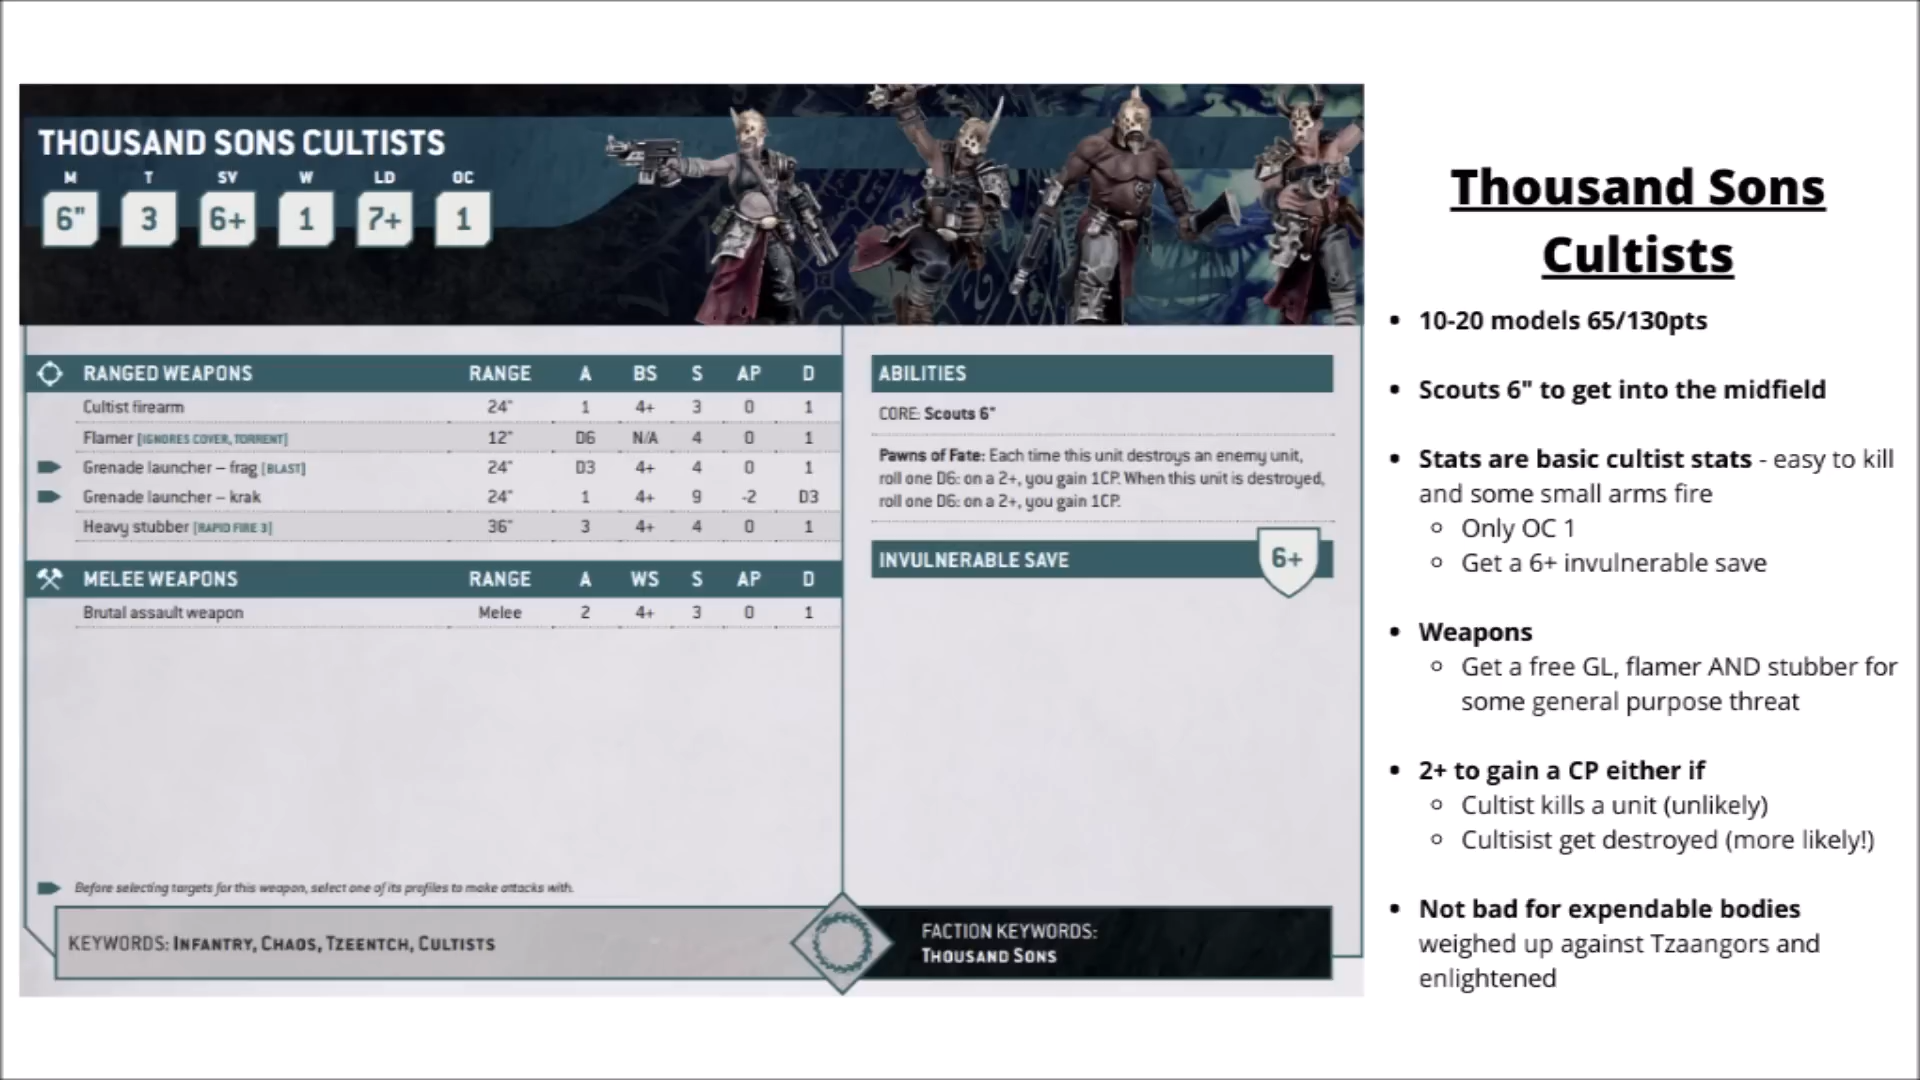 THOUSAND SONS CULTISTS
M T SV W LD OC
6" 3 6+ 1 7+ 1
RANGED WEAPONS RANGE A BS S AP D
Cultist firearm 24" 1 4+ 3 0 1
Flamer [IGNORES COVER, TORRENT] 12" D6 N/A 4 0 1
Grenade launcher – frag [BLAST] 24" D3 4+ 4 0 1
Grenade launcher – krak 24" 1 4+ 9 -2 D3
Heavy stubber [RAPID FIRE 3] 36" 3 4+ 4 0 1
MELEE WEAPONS RANGE A WS S AP D
Brutal assault weapon Melee 2 4+ 3 0 1
Before selecting targets for this weapon, select one of its profiles to make attacks with.
KEYWORDS: INFANTRY, CHAOS, TZEENTCH, CULTISTS
ABILITIES
CORE: Scouts 6"
Pawns of Fate: Each time this unit destroys an enemy unit,
roll one D6: on a 2+, you gain 1CP. When this unit is destroyed,
roll one D6: on a 2+, you gain 1CP.
INVULNERABLE SAVE 6+
FACTION KEYWORDS:
THOUSAND SONS
Thousand Sons
Cultists
• 10-20 models 65/130pts
• Scouts 6" to get into the midfield
• Stats are basic cultist stats - easy to kill
and some small arms fire
◦ Only OC 1
◦ Get a 6+ invulnerable save
• Weapons
◦ Get a free GL, flamer AND stubber for
some general purpose threat
• 2+ to gain a CP either if
◦ Cultist kills a unit (unlikely)
◦ Cultisist get destroyed (more likely!)
• Not bad for expendable bodies
weighed up against Tzaangors and
enlightened